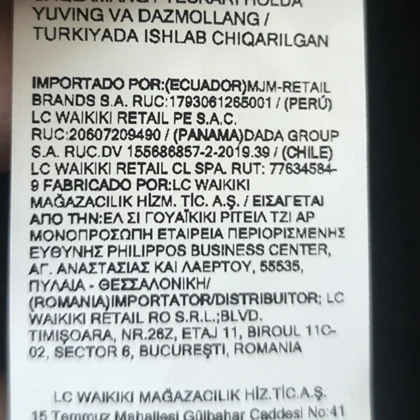 YUVING VA DAZMOLLANG /
TURKIYADA ISHLAB CHIQARILGAN
IMPORTADO POR:(ECUADOR)MJM-RETAIL
BRANDS S.A. RUC:1793061265001 / (PERÚ)
LC WAIKIKI RETAIL PE S.A.C.
RUC:20607209490 / (PANAMA)DADA GROUP
S.A. RUC.DV 155686857-2-2019.39 / (CHILE)
LC WAIKIKI RETAIL CL SPA. RUT: 77634584-
9 FABRICADO POR:LC WAIKIKI
MAĞAZACILIK HİZM. TİC. A.Ş. / ΕΙΣΑΓΕΤΑΙ
ΑΠΟ ΤΗΝ:ΕΛ ΣΙ ΓΟΥΑΪΚΙΚΙ ΡΙΤΕΙΛ ΤΖΙ ΑΡ
ΜΟΝΟΠΡΟΣΩΠΗ ΕΤΑΙΡΕΙΑ ΠΕΡΙΟΡΙΣΜΕΝΗΣ
ΕΥΘΥΝΗΣ PHILIPPOS BUSINESS CENTER,
ΑΓ. ΑΝΑΣΤΑΣΙΑΣ ΚΑΙ ΛΑΕΡΤΟΥ, 55535,
ΠΥΛΑΙΑ - ΘΕΣΣΑΛΟΝΙΚΗ/
(ROMANIA)IMPORTATOR/DISTRIBUITOR; LC
WAIKIKI RETAIL RO S.R.L.;BLVD.
TIMIȘOARA, NR.26Z, ETAJ 11, BIROUL 11C-
02, SECTOR 6, BUCUREȘTI, ROMANIA
LC WAIKIKI MAĞAZACILIK HİZ.TİC.A.Ş.
15 Temmuz Mahallesi Gülbahar Caddesi No:41